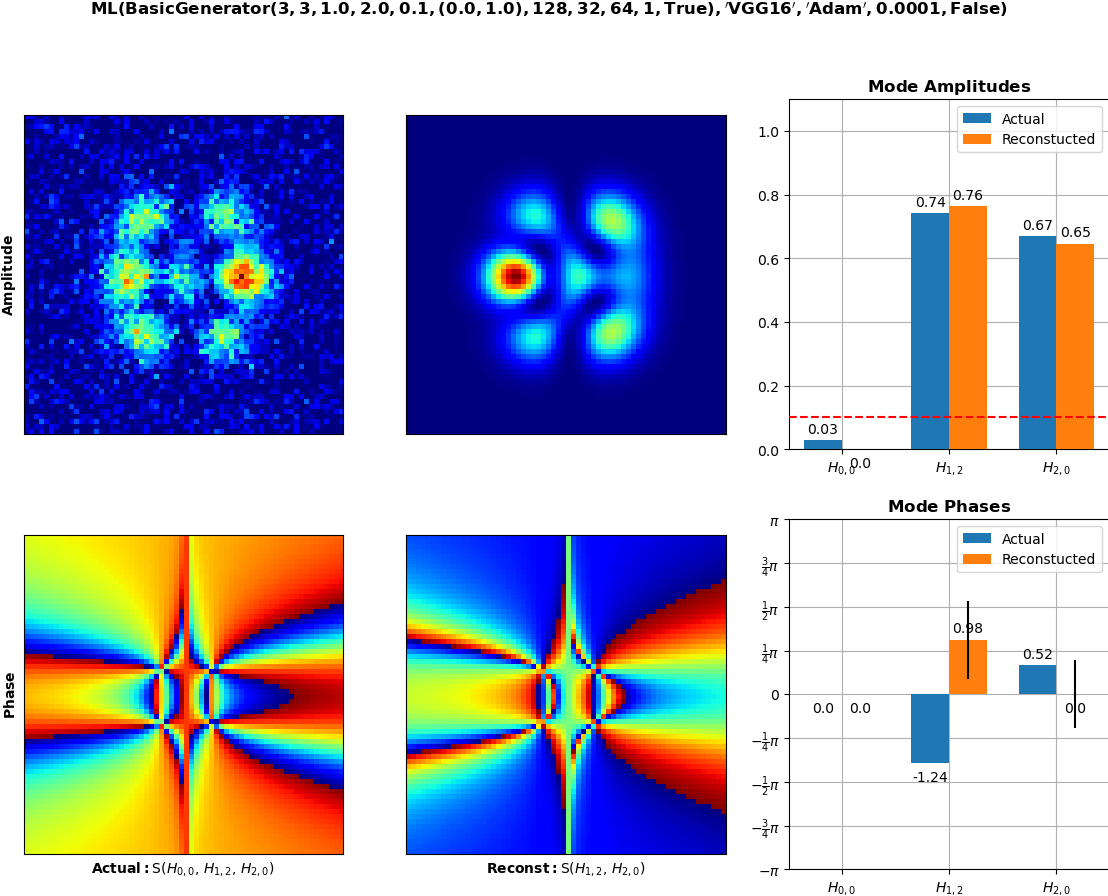 ML(BasicGenerator(3, 3, 1.0, 2.0, 0.1, (0.0, 1.0), 128, 32, 64, 1, True), ′VGG16′, ′Adam′, 0.0001, False)
Amplitude
Mode Amplitudes
Actual
Reconstucted
1.0
0.8
0.6
0.4
0.2
0.0
0.03
0.0
0.74
0.76
0.67
0.65
H0,0
H1,2
H2,0
Phase
Actual: S(H0,0, H1,2, H2,0)
Reconst: S(H1,2, H2,0)
Mode Phases
Actual
Reconstucted
π
3/4π
1/2π
1/4π
0
−1/4π
−1/2π
−3/4π
−π
0.0
0.0
-1.24
0.98
0.52
0.0
H0,0
H1,2
H2,0